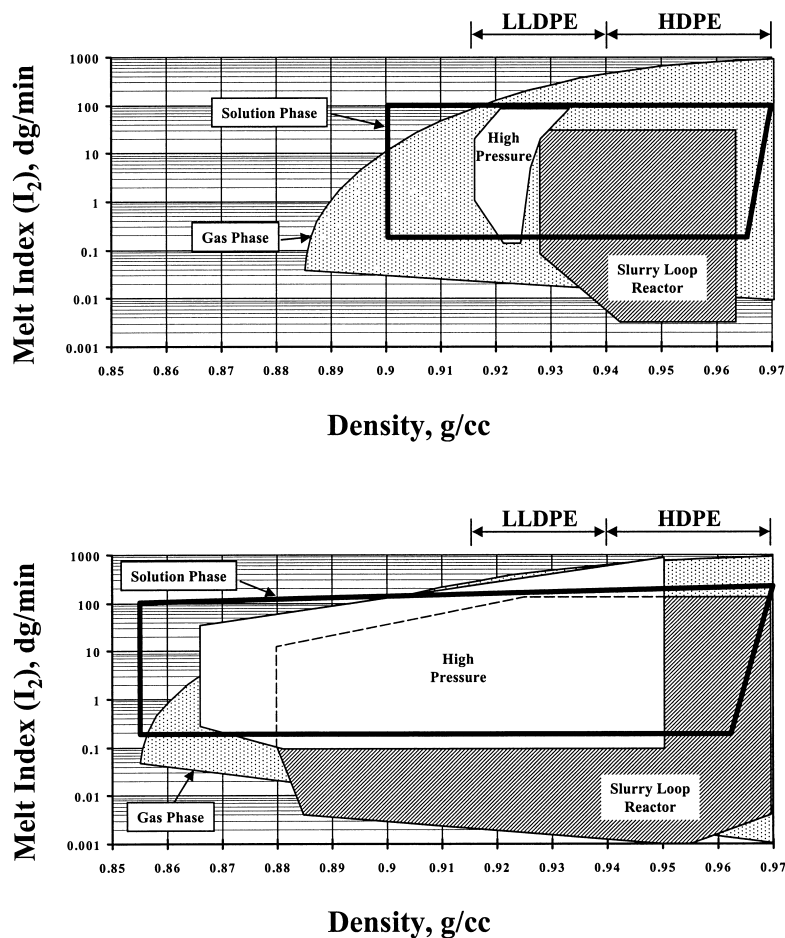 LLDPE HDPE
1000
100
10
1
0.1
0.01
0.001
Melt Index (I2), dg/min
Solution Phase
High
Pressure
Gas Phase
Slurry Loop
Reactor
0.85 0.86 0.87 0.88 0.89 0.9 0.91 0.92 0.93 0.94 0.95 0.96 0.97
Density, g/cc
LLDPE HDPE
1000
100
10
1
0.1
0.01
0.001
Melt Index (I2), dg/min
Solution Phase
High
Pressure
Slurry Loop
Reactor
Gas Phase
0.85 0.86 0.87 0.88 0.89 0.9 0.91 0.92 0.93 0.94 0.95 0.96 0.97
Density, g/cc